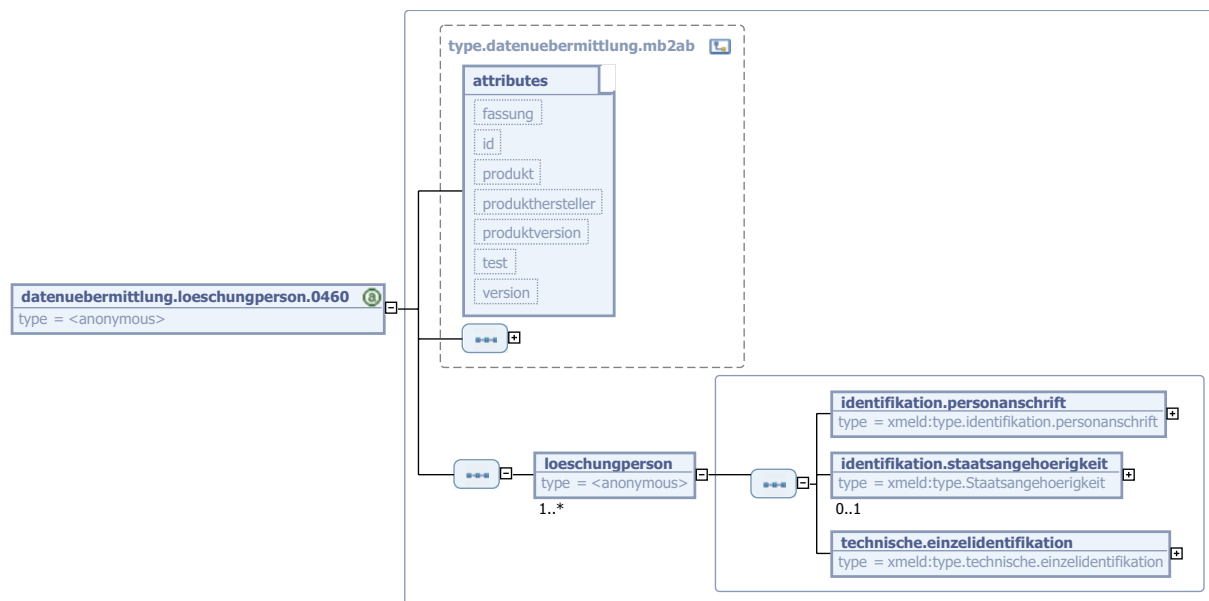 type.datenuebermittlung.mb2ab
attributes
fassung
id
produkt
produkthersteller
produktversion
test
version
datenuebermittlung.loeschungperson.0460 a
type = <anonymous>
identifikation.personanschrift
type = xmeld:type.identifikation.personanschrift
loeschungperson
type = <anonymous>
1..*
identifikation.staatsangehoerigkeit
type = xmeld:type.Staatsangehoerigkeit
0..1
technische.einzelidentifikation
type = xmeld:type.technische.einzelidentifikation